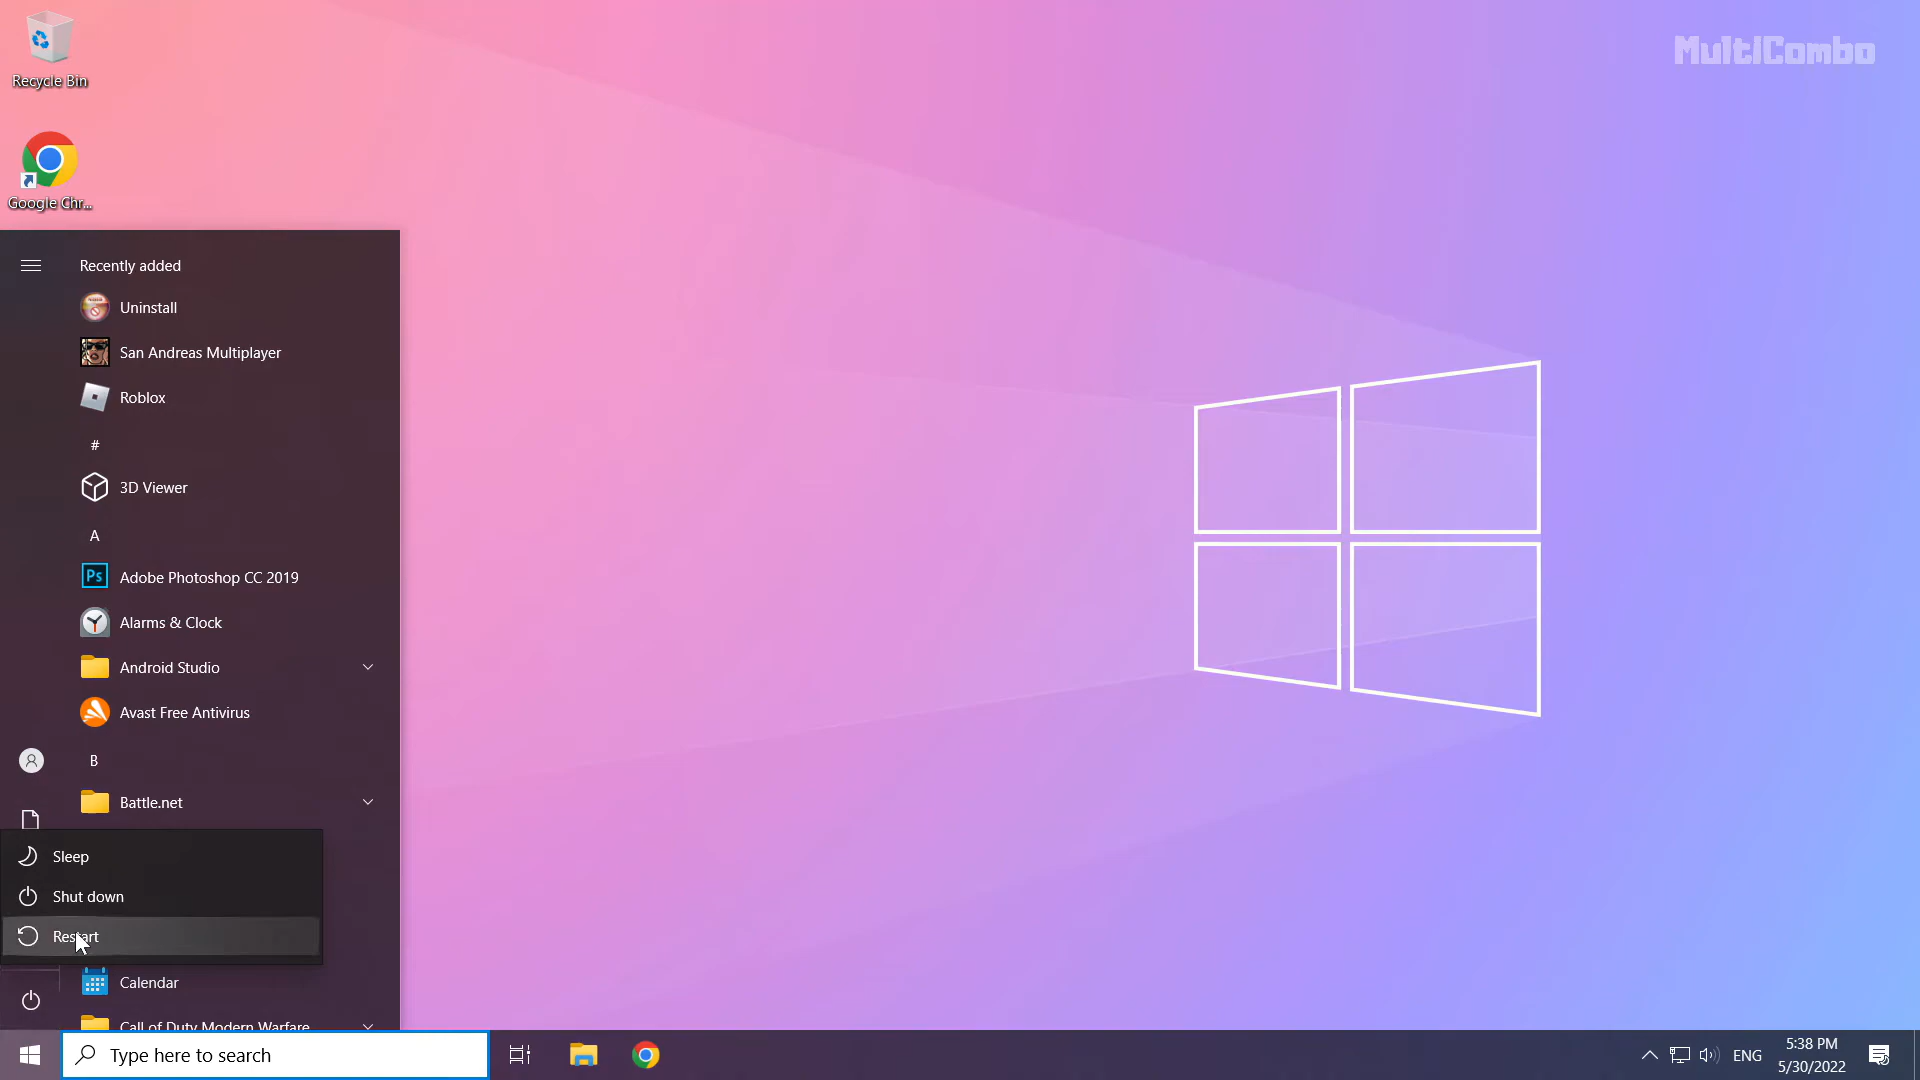 Recycle Bin
MultiCombo
Google Chr...
Recently added
Uninstall
San Andreas Multiplayer
Roblox
#
3D Viewer
A
Ps
Adobe Photoshop CC 2019
Alarms & Clock
Android Studio
Avast Free Antivirus
B
Battle.net
Sleep
Shut down
Restart
Calendar
Call of Duty Modern Warfare
Type here to search
ENG
5:38 PM
5/30/2022